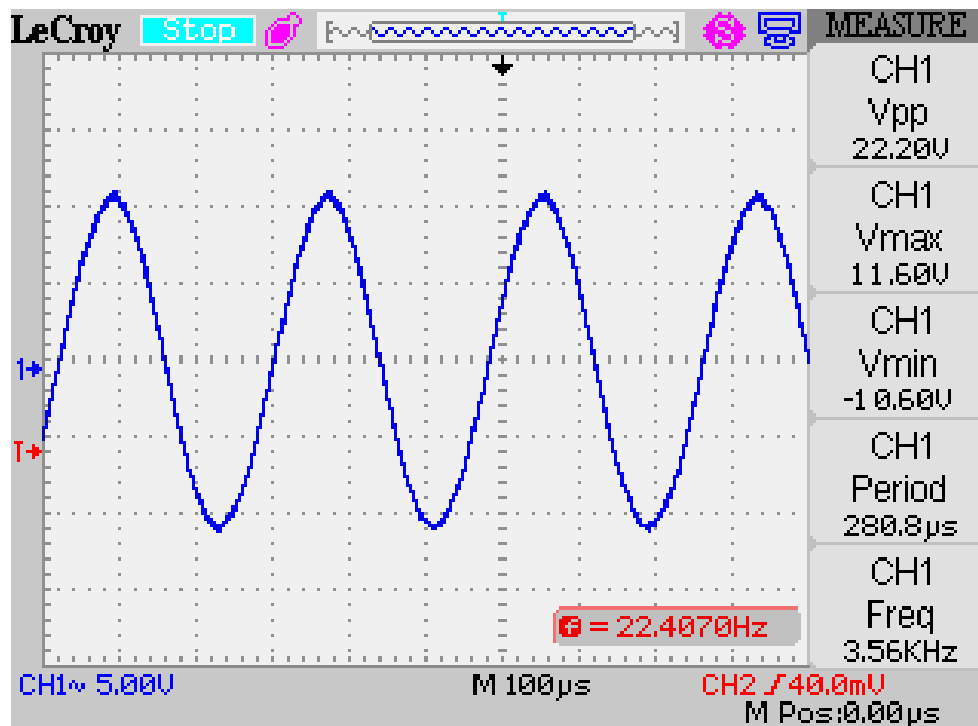 LeCroy Stop MEASURE
CH1
Vpp
22.20V
CH1
Vmax
11.60V
CH1
Vmin
-10.60V
CH1
Period
280.8µs
CH1
Freq
3.56KHz
1
T
f = 22.4070Hz
CH1~ 5.00V M 100µs CH2 ∫40.0mV
M Pos:0.00µs